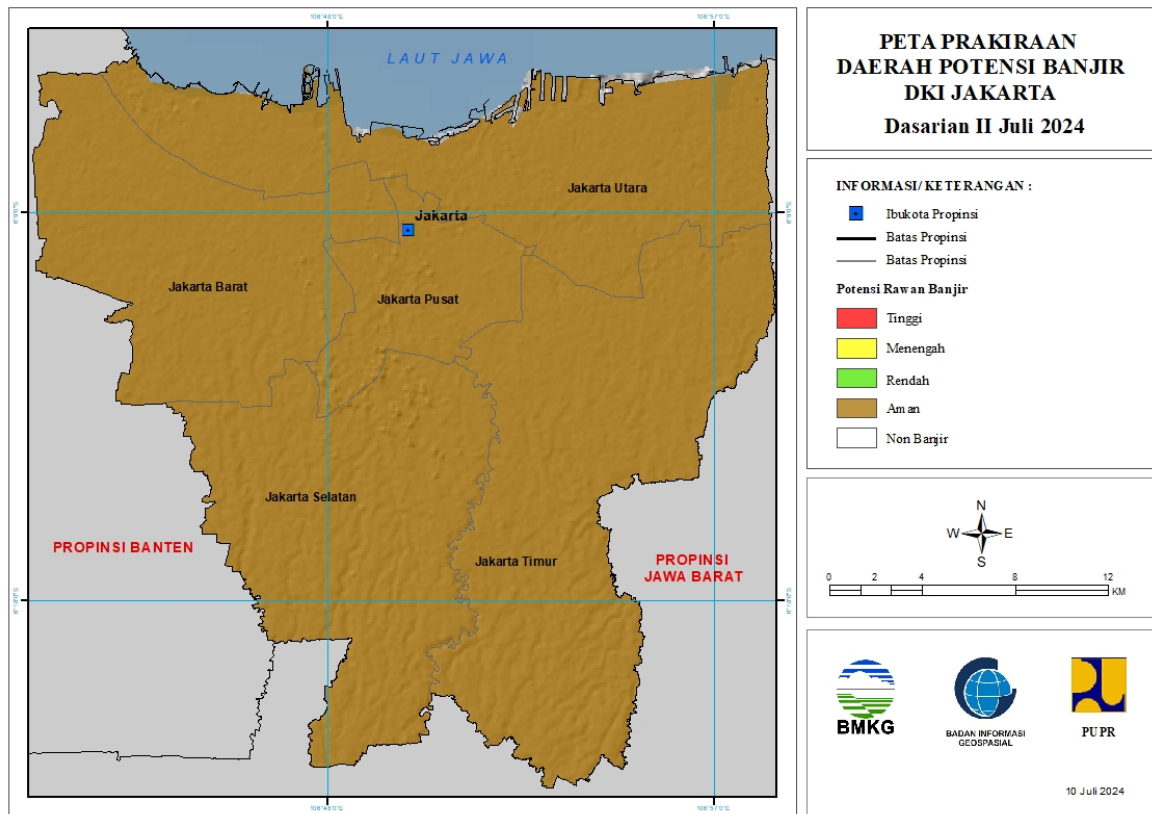 PETA PRAKIRAAN
DAERAH POTENSI BANJIR
DKI JAKARTA
Dasarian II Juli 2024
INFORMASI/ KETERANGAN :
Ibukota Propinsi
Batas Propinsi
Batas Propinsi
Potensi Rawan Banjir
Tinggi
Menengah
Rendah
Aman
Non Banjir
N
W E
S
0 2 4 8 12
KM
BMKG
BADAN INFORMASI
GEOSPASIAL
PUPR
10 Juli 2024
LAUT JAWA
Jakarta Utara
Jakarta
Jakarta Barat
Jakarta Pusat
Jakarta Selatan
PROPINSI BANTEN
Jakarta Timur
PROPINSI
JAWA BARAT